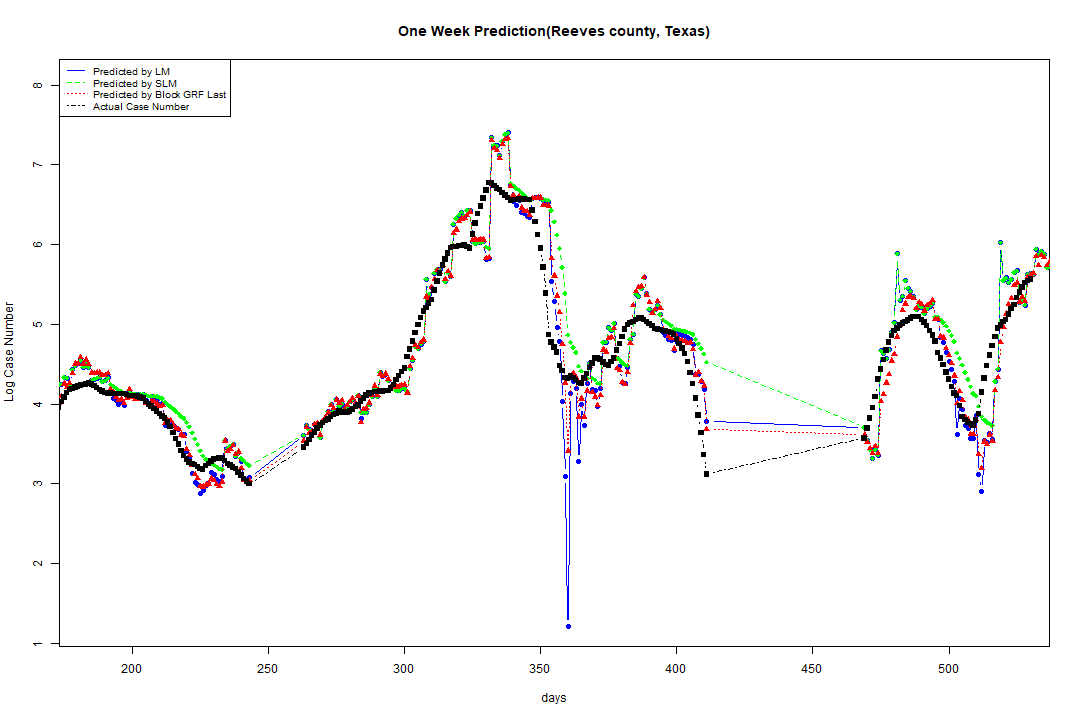 One Week Prediction(Reeves county, Texas)
Predicted by LM
Predicted by SLM
Predicted by Block GRF Last
Actual Case Number
Log Case Number
8
7
6
5
4
3
2
1
200 250 300 350 400 450 500
days